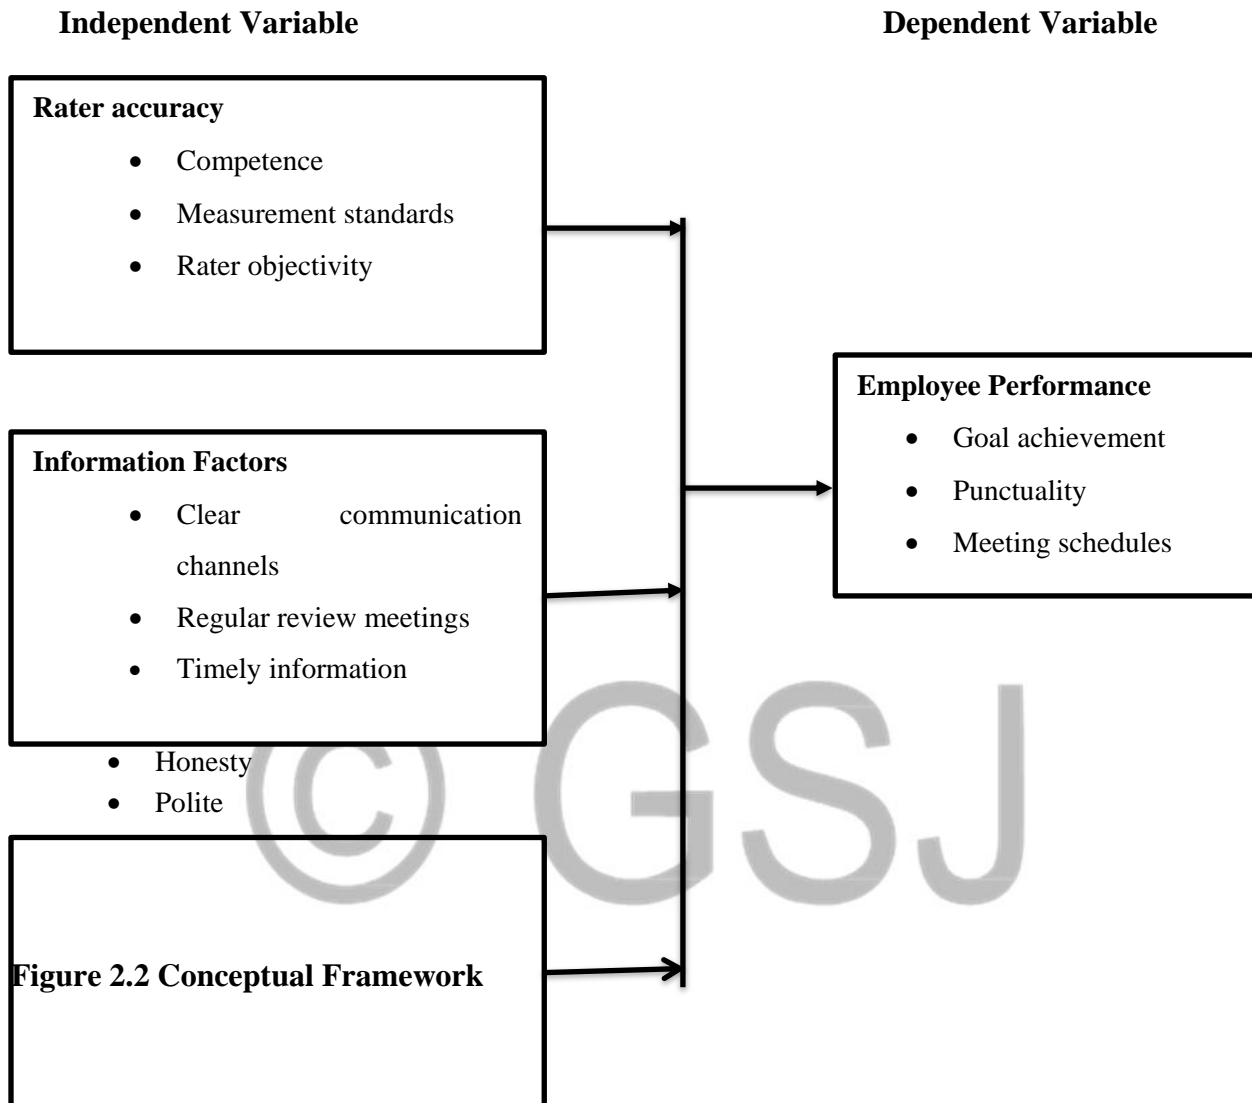 Independent Variable
Dependent Variable
Rater accuracy
• Competence
• Measurement standards
• Rater objectivity
Information Factors
• Clear communication
channels
• Regular review meetings
• Timely information
• Honesty
• Polite
Figure 2.2 Conceptual Framework
Employee Performance
• Goal achievement
• Punctuality
• Meeting schedules
© GSJ